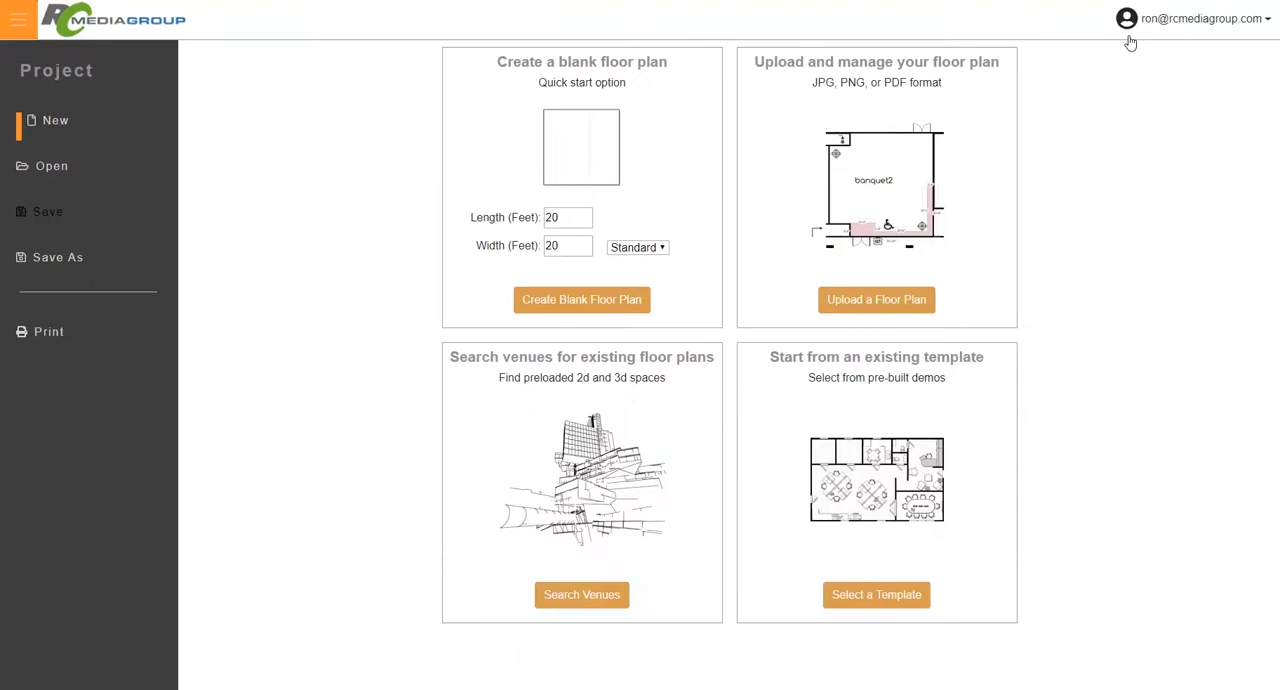 RC MEDIAGROUP
ron@rcmediagroup.com
Project
New
Open
Save
Save As
Print
Create a blank floor plan
Quick start option
Length (Feet): 20
Width (Feet): 20
Standard
Create Blank Floor Plan
Upload and manage your floor plan
JPG, PNG, or PDF format
banquet2
Upload a Floor Plan
Search venues for existing floor plans
Find preloaded 2d and 3d spaces
Search Venues
Start from an existing template
Select from pre-built demos
Select a Template